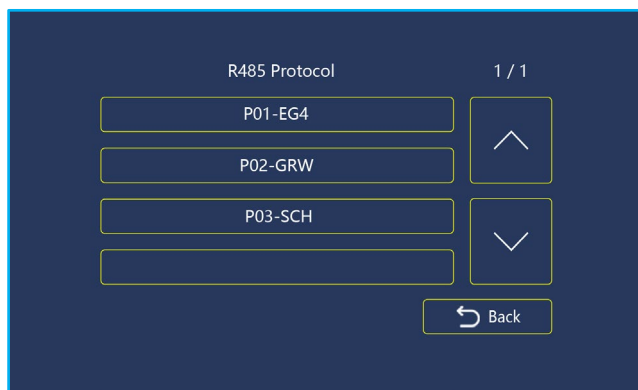 R485 Protocol 1 / 1
P01-EG4
P02-GRW
P03-SCH
Back